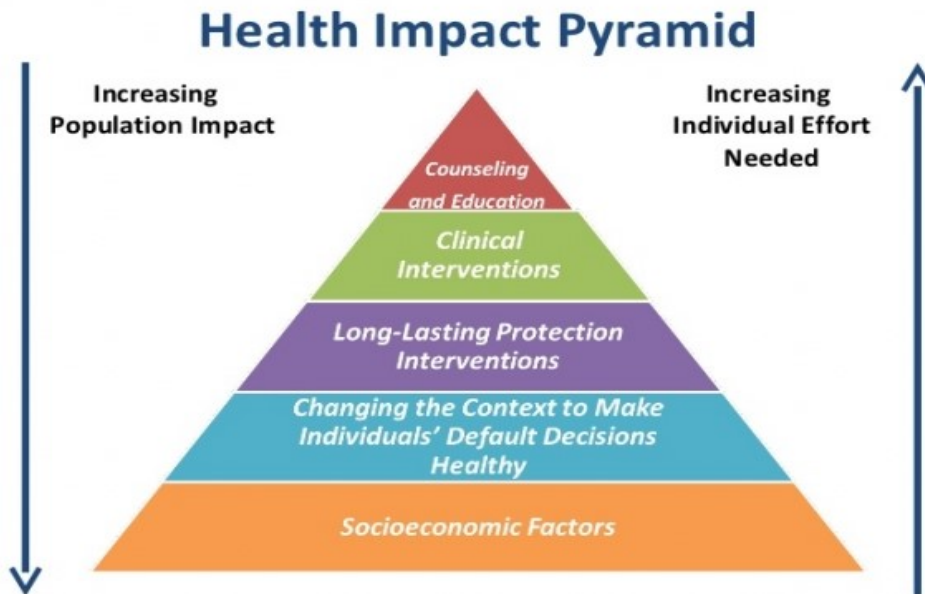 Health Impact Pyramid
Increasing
Population Impact
Increasing
Individual Effort
Needed
Counseling
and Education
Clinical
Interventions
Long-Lasting Protection
Interventions
Changing the Context to Make
Individuals’ Default Decisions
Healthy
Socioeconomic Factors